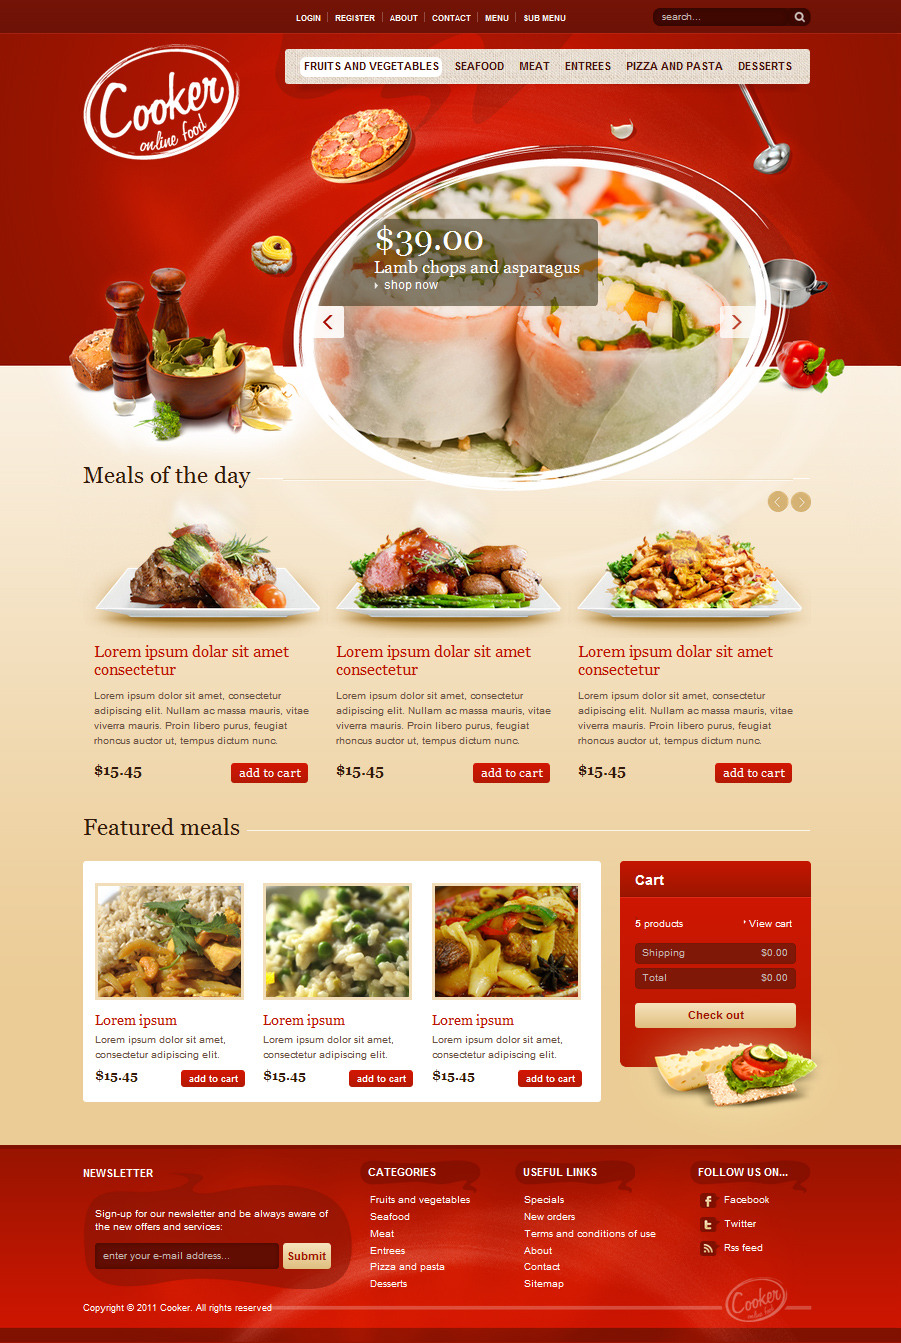 LOGIN REGISTER ABOUT CONTACT MENU SUB MENU
search...
Cooker
online food
FRUITS AND VEGETABLES SEAFOOD MEAT ENTREES PIZZA AND PASTA DESSERTS
$39.00
Lamb chops and asparagus
shop now
Meals of the day
Lorem ipsum dolar sit amet
consectetur
Lorem ipsum dolor sit amet, consectetur
adipiscing elit. Nullam ac massa mauris, vitae
viverra mauris. Proin libero purus, feugiat
rhoncus auctor ut, tempus dictum nunc.
$15.45 add to cart
Lorem ipsum dolar sit amet
consectetur
Lorem ipsum dolor sit amet, consectetur
adipiscing elit. Nullam ac massa mauris, vitae
viverra mauris. Proin libero purus, feugiat
rhoncus auctor ut, tempus dictum nunc.
$15.45 add to cart
Lorem ipsum dolar sit amet
consectetur
Lorem ipsum dolor sit amet, consectetur
adipiscing elit. Nullam ac massa mauris, vitae
viverra mauris. Proin libero purus, feugiat
rhoncus auctor ut, tempus dictum nunc.
$15.45 add to cart
Featured meals
Lorem ipsum
Lorem ipsum dolor sit amet,
consectetur adipiscing elit.
$15.45 add to cart
Lorem ipsum
Lorem ipsum dolor sit amet,
consectetur adipiscing elit.
$15.45 add to cart
Lorem ipsum
Lorem ipsum dolor sit amet,
consectetur adipiscing elit.
$15.45 add to cart
Cart
5 products View cart
Shipping $0.00
Total $0.00
Check out
NEWSLETTER
Sign-up for our newsletter and be always aware of
the new offers and services:
enter your e-mail address... Submit
CATEGORIES
Fruits and vegetables
Seafood
Meat
Entrees
Pizza and pasta
Desserts
USEFUL LINKS
Specials
New orders
Terms and conditions of use
About
Contact
Sitemap
FOLLOW US ON...
Facebook
Twitter
Rss feed
Copyright © 2011 Cooker. All rights reserved
Cooker
online food